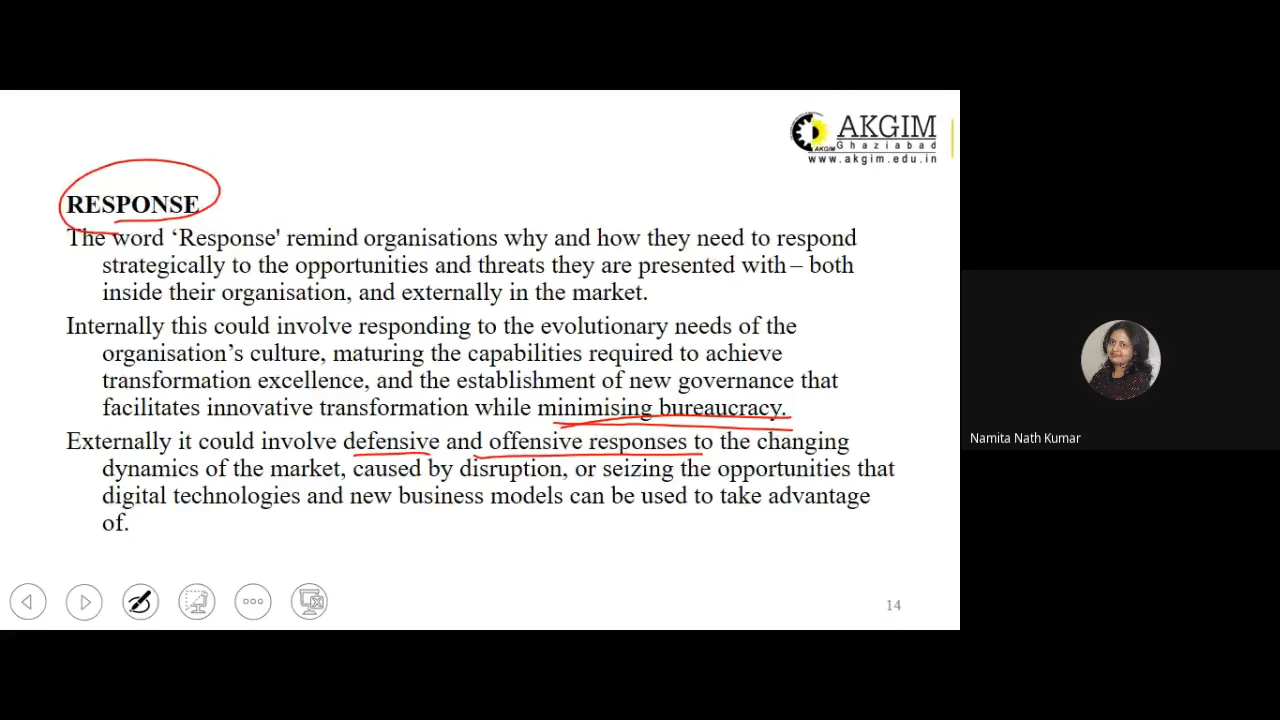 AKGIM
Ghaziabad
AKGIM
www.akgim.edu.in
RESPONSE
The word ‘Response' remind organisations why and how they need to respond
strategically to the opportunities and threats they are presented with – both
inside their organisation, and externally in the market.
Internally this could involve responding to the evolutionary needs of the
organisation’s culture, maturing the capabilities required to achieve
transformation excellence, and the establishment of new governance that
facilitates innovative transformation while minimising bureaucracy.
Externally it could involve defensive and offensive responses to the changing
dynamics of the market, caused by disruption, or seizing the opportunities that
digital technologies and new business models can be used to take advantage
of.
14
Namita Nath Kumar